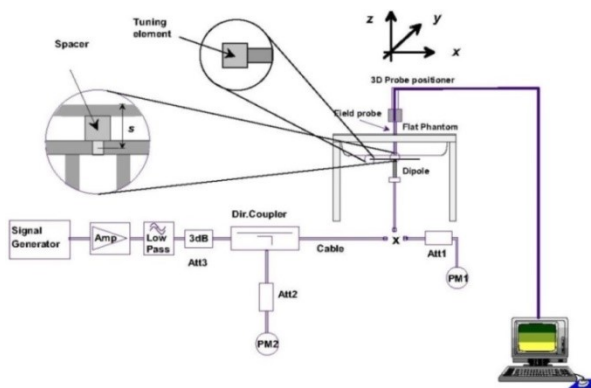 Tuning
element
Spacer
s
z
y
x
3D Probe positioner
Field probe
Flat Phantom
Dipole
Signal
Generator
Amp
Low
Pass
3dB
Att3
Dir.Coupler
Cable
x
Att1
PM1
Att2
PM2